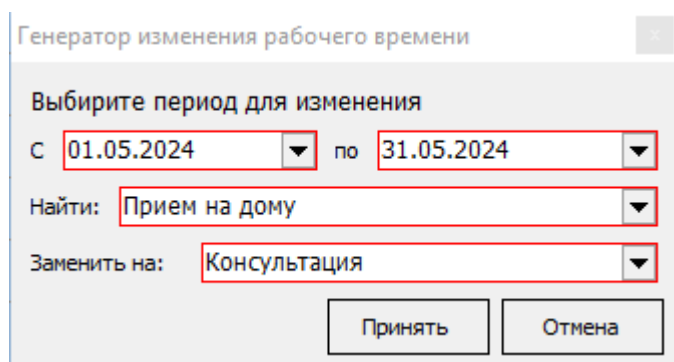 Генератор изменения рабочего времени x
Выбирите период для изменения
С 01.05.2024 по 31.05.2024
Найти: Прием на дому
Заменить на: Консультация
Принять Отмена